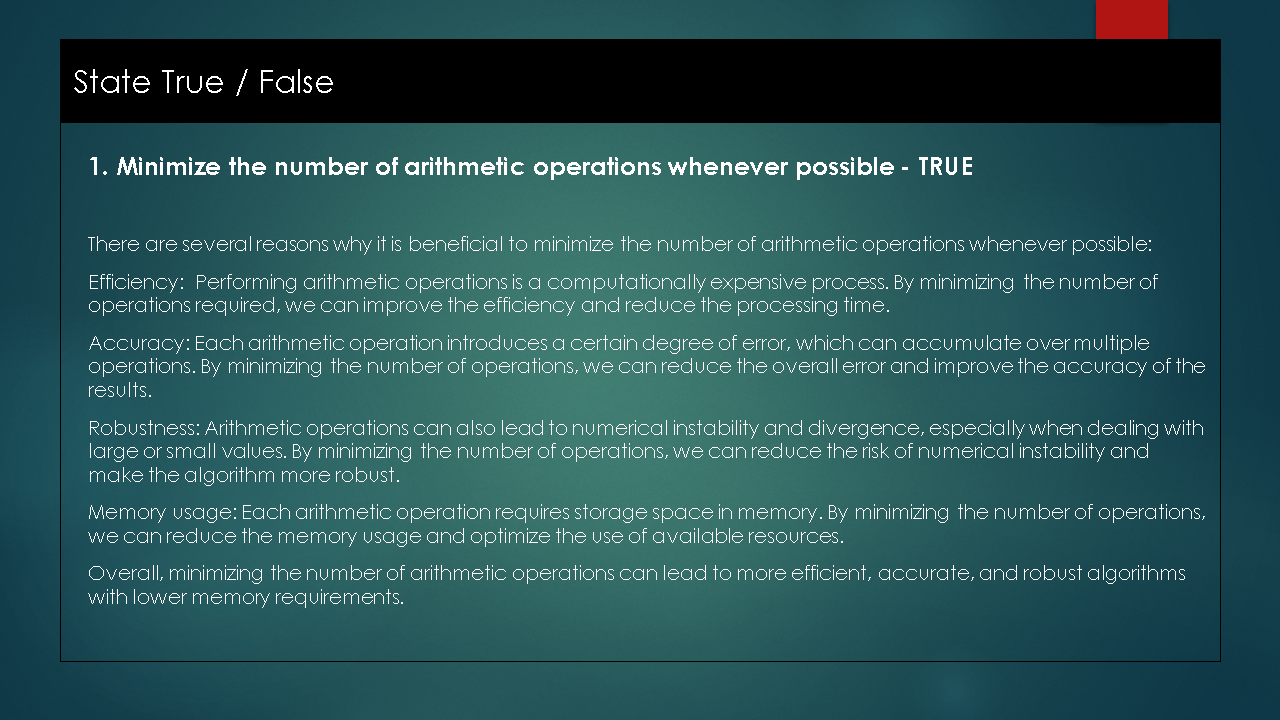 State True / False
1. Minimize the number of arithmetic operations whenever possible - TRUE
There are several reasons why it is beneficial to minimize the number of arithmetic operations whenever possible:
Efficiency:  Performing arithmetic operations is a computationally expensive process. By minimizing the number of
operations required, we can improve the efficiency and reduce the processing time.
Accuracy: Each arithmetic operation introduces a certain degree of error, which can accumulate over multiple
operations. By minimizing the number of operations, we can reduce the overall error and improve the accuracy of the
results.
Robustness: Arithmetic operations can also lead to numerical instability and divergence, especially when dealing with
large or small values. By minimizing the number of operations, we can reduce the risk of numerical instability and
make the algorithm more robust.
Memory usage: Each arithmetic operation requires storage space in memory. By minimizing the number of operations,
we can reduce the memory usage and optimize the use of available resources.
Overall, minimizing the number of arithmetic operations can lead to more efficient, accurate, and robust algorithms
with lower memory requirements.